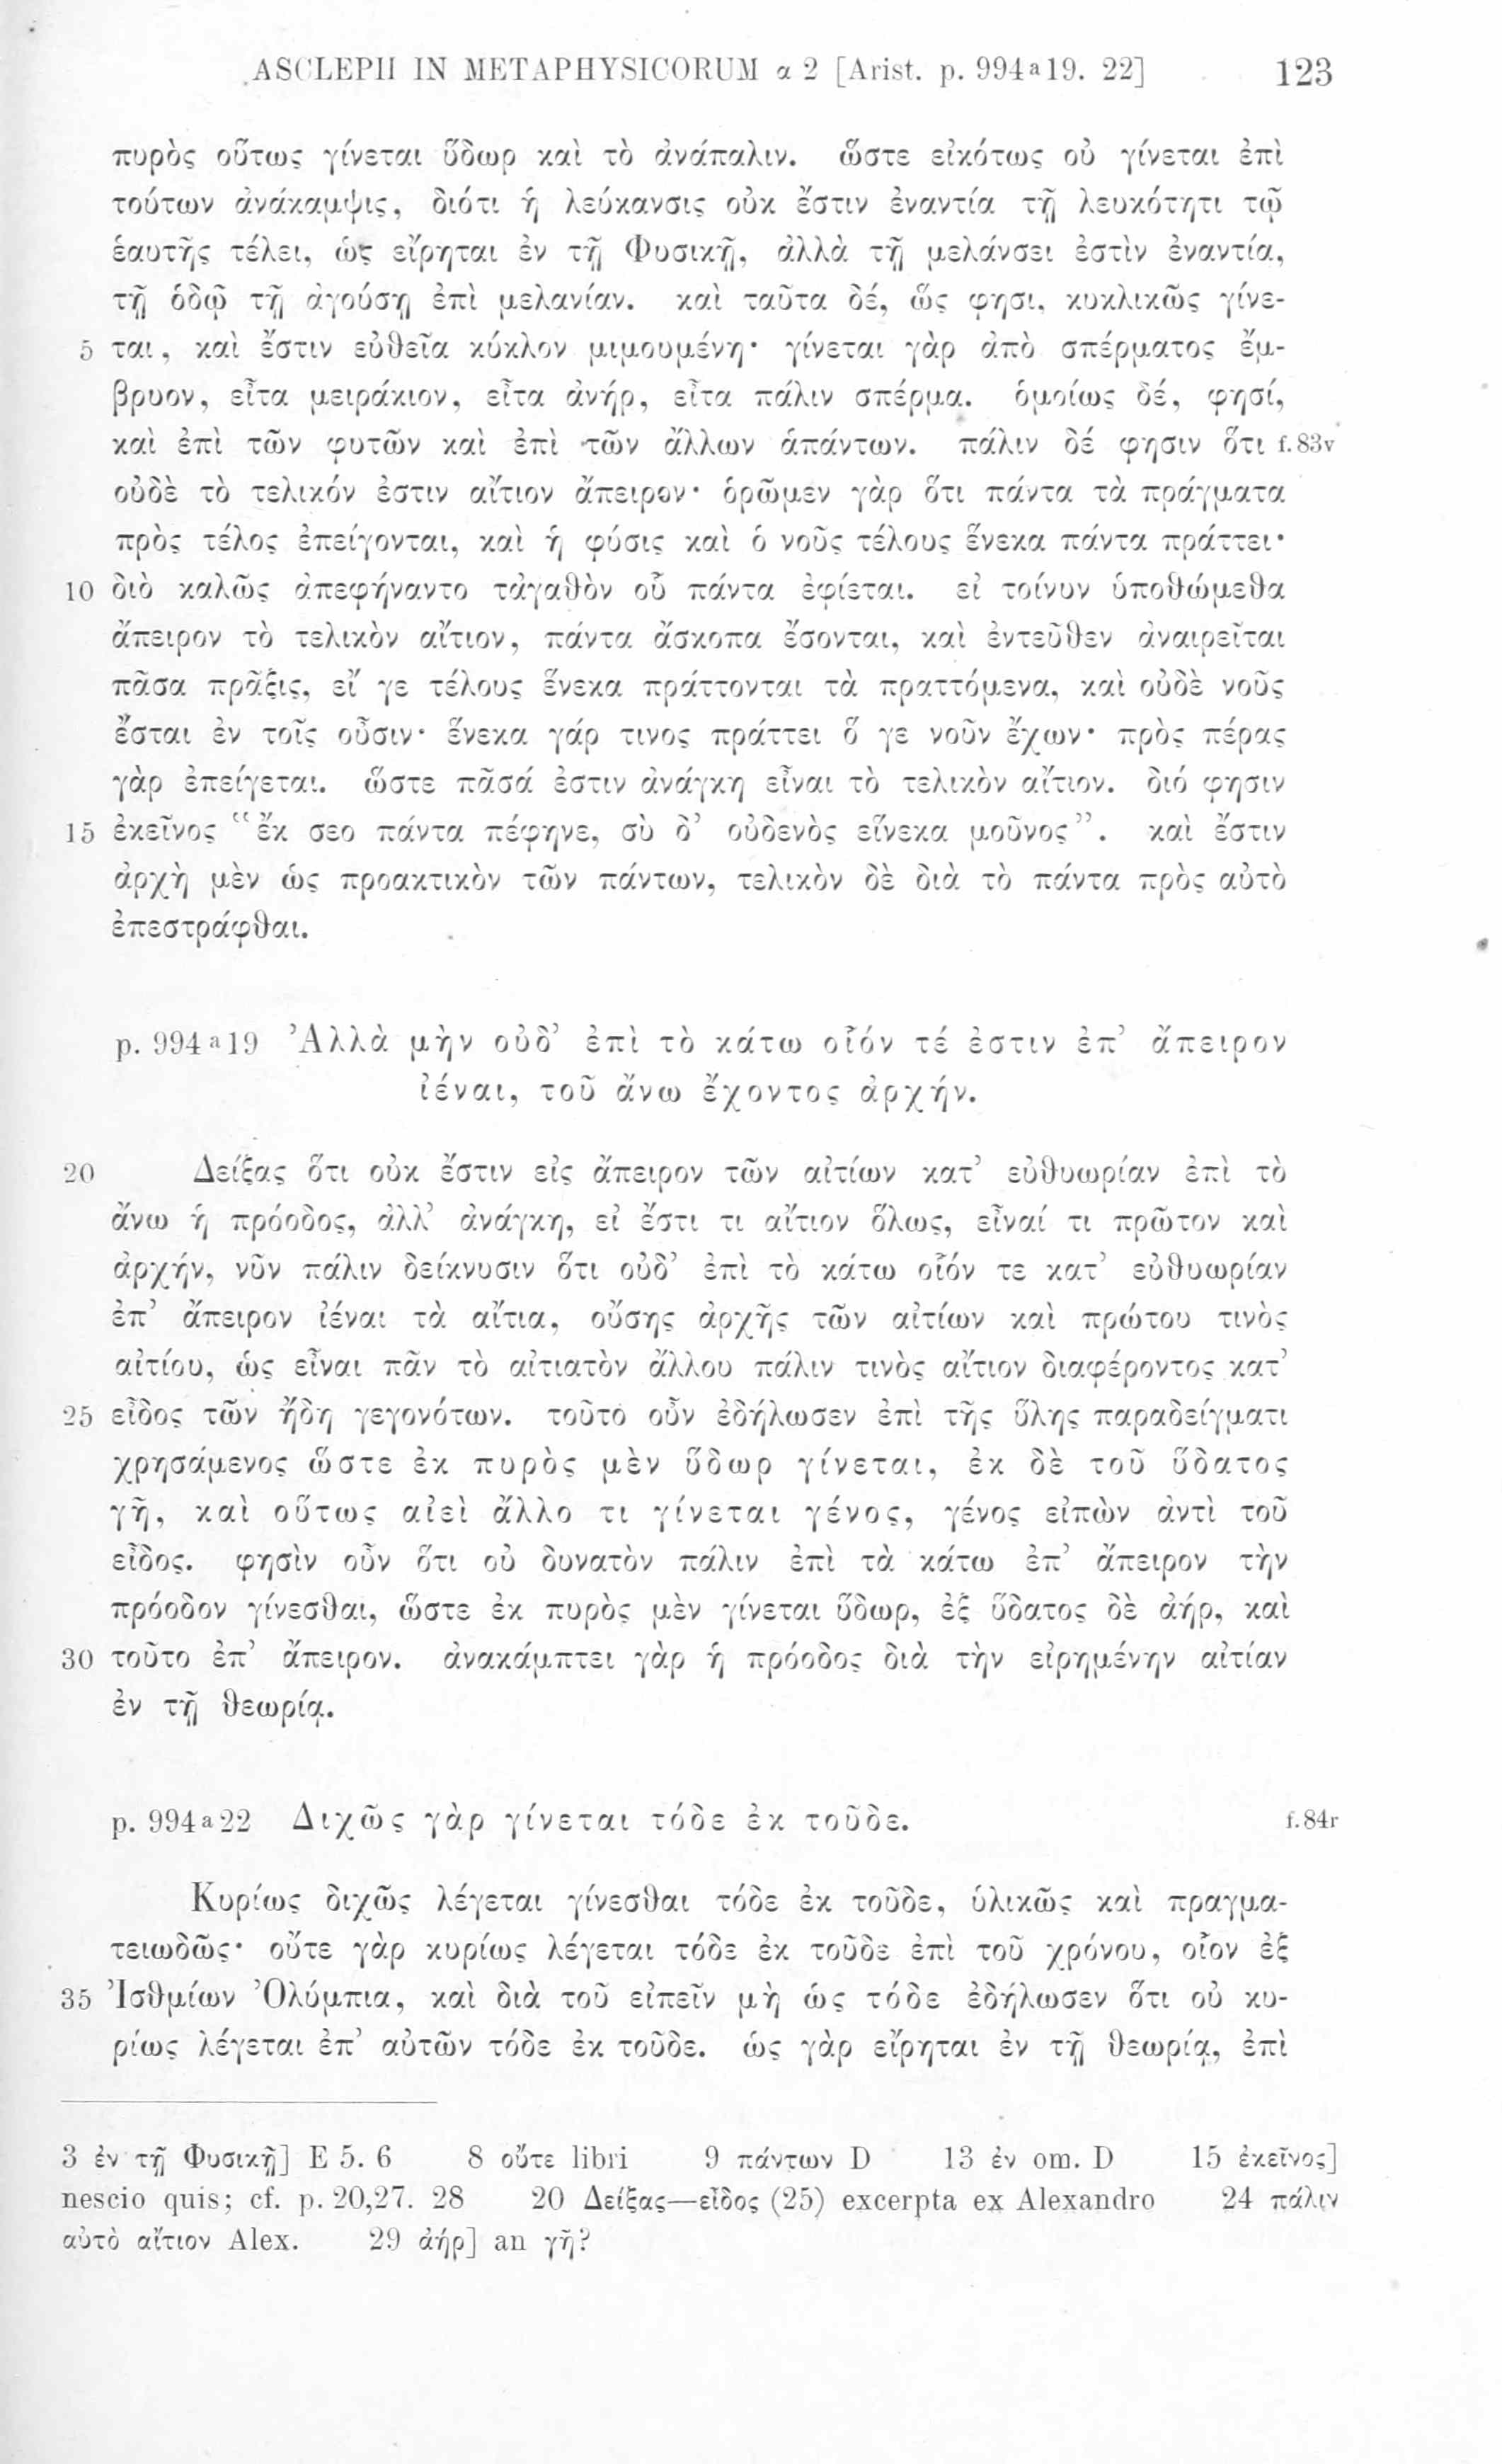 ASCLEPII IN METAPHYSICORUM α 2 [Arist. p. 994ª19. 22] 123
πυρὸς οὕτως γίνεται ὕδωρ καὶ τὸ ἀνάπαλιν. ὥστε εἰκότως οὐ γίνεται ἐπὶ
τούτων ἀνάκαμψις, διότι ἡ λεύκανσις οὐκ ἔστιν ἐναντία τῇ λευκότητι τῷ
ἑαυτῆς τέλει, ὡς εἴρηται ἐν τῇ Φυσικῇ, ἀλλὰ τῇ μελάνσει ἐστὶν ἐναντία,
τῇ ὁδῷ τῇ ἀγούσῃ ἐπὶ μελανίαν. καὶ ταῦτα δέ, ὥς φησι, κυκλικῶς γίνε-
5 ται, καὶ ἔστιν εὐθεῖα κύκλον μιμουμένη· γίνεται γὰρ ἀπὸ σπέρματος ἔμ-
βρυον, εἶτα μειράκιον, εἶτα ἀνήρ, εἶτα πάλιν σπέρμα. ὁμοίως δέ, φησί,
καὶ ἐπὶ τῶν φυτῶν καὶ ἐπὶ τῶν ἄλλων ἁπάντων. πάλιν δέ φησιν ὅτι f.83v
οὐδὲ τὸ τελικόν ἐστιν αἴτιον ἄπειρον· ὁρῶμεν γὰρ ὅτι πάντα τὰ πράγματα
πρὸς τέλος ἐπείγονται, καὶ ἡ φύσις καὶ ὁ νοῦς τέλους ἕνεκα πάντα πράττει·
10 διὸ καλῶς ἀπεφήναντο τἀγαθὸν οὗ πάντα ἐφίεται. εἰ τοίνυν ὑποθώμεθα
ἄπειρον τὸ τελικὸν αἴτιον, πάντα ἄσκοπα ἔσονται, καὶ ἐντεῦθεν ἀναιρεῖται
πᾶσα πρᾶξις, εἴ γε τέλους ἕνεκα πράττονται τὰ πραττόμενα, καὶ οὐδὲ νοῦς
ἔσται ἐν τοῖς οὖσιν· ἕνεκα γάρ τινος πράττει ὅ γε νοῦν ἔχων· πρὸς πέρας
γὰρ ἐπείγεται. ὥστε πᾶσά ἐστιν ἀνάγκη εἶναι τὸ τελικὸν αἴτιον. διό φησιν
15 ἐκεῖνος “ἔκ σεο πάντα πέφηνε, σὺ δ’ οὐδενὸς εἵνεκα μοῦνος”. καὶ ἔστιν
ἀρχὴ μὲν ὡς προακτικὸν τῶν πάντων, τελικὸν δὲ διὰ τὸ πάντα πρὸς αὐτὸ
ἐπεστράφθαι.
p. 994ª19 Ἀλλὰ μὴν οὐδ’ ἐπὶ τὸ κάτω οἷόν τέ ἐστιν ἐπ’ ἄπειρον
ἰέναι, τοῦ ἄνω ἔχοντος ἀρχήν.
20 Δείξας ὅτι οὐκ ἔστιν εἰς ἄπειρον τῶν αἰτίων κατ’ εὐθυωρίαν ἐπὶ τὸ
ἄνω ἡ πρόοδος, ἀλλ’ ἀνάγκη, εἰ ἔστι τι αἴτιον ὅλως, εἶναί τι πρῶτον καὶ
ἀρχήν, νῦν πάλιν δείκνυσιν ὅτι οὐδ’ ἐπὶ τὸ κάτω οἷόν τε κατ’ εὐθυωρίαν
ἐπ’ ἄπειρον ἰέναι τὰ αἴτια, οὔσης ἀρχῆς τῶν αἰτίων καὶ πρώτου τινὸς
αἰτίου, ὡς εἶναι πᾶν τὸ αἰτιατὸν ἄλλου πάλιν τινὸς αἴτιον διαφέροντος κατ’
25 εἶδος τῶν ἤδη γεγονότων. τοῦτο οὖν ἐδήλωσεν ἐπὶ τῆς ὕλης παραδείγματι
χρησάμενος ὥστε ἐκ πυρὸς μὲν ὕδωρ γίνεται, ἐκ δὲ τοῦ ὕδατος
γῆ, καὶ οὕτως αἰεὶ ἄλλο τι γίνεται γένος, γένος εἰπὼν ἀντὶ τοῦ
εἶδος. φησὶν οὖν ὅτι οὐ δυνατὸν πάλιν ἐπὶ τὰ κάτω ἐπ’ ἄπειρον τὴν
πρόοδον γίνεσθαι, ὥστε ἐκ πυρὸς μὲν γίνεται ὕδωρ, ἐξ ὕδατος δὲ ἀήρ, καὶ
30 τοῦτο ἐπ’ ἄπειρον. ἀνακάμπτει γὰρ ἡ πρόοδος διὰ τὴν εἰρημένην αἰτίαν
ἐν τῇ θεωρίᾳ.
p. 994ª22 Διχῶς γὰρ γίνεται τόδε ἐκ τοῦδε. f.84r
Κυρίως διχῶς λέγεται γίνεσθαι τόδε ἐκ τοῦδε, ὑλικῶς καὶ πραγμα-
τειωδῶς· οὔτε γὰρ κυρίως λέγεται τόδε ἐκ τοῦδε ἐπὶ τοῦ χρόνου, οἷον ἐξ
35 Ἰσθμίων Ὀλύμπια, καὶ διὰ τοῦ εἰπεῖν μὴ ὡς τόδε ἐδήλωσεν ὅτι οὐ κυ-
ρίως λέγεται ἐπ’ αὐτῶν τόδε ἐκ τοῦδε. ὡς γὰρ εἴρηται ἐν τῇ θεωρίᾳ, ἐπὶ
3 ἐν τῇ Φυσικῇ] E 5. 6 8 οὔτε libri 9 πάντων D 13 ἐν om. D 15 ἐκεῖνος]
nescio quis; cf. p. 20,27. 28 20 Δείξας—εἶδος (25) excerpta ex Alexandro 24 πάλιν
αὐτὸ αἴτιον Alex. 29 ἀήρ] an γῆ?